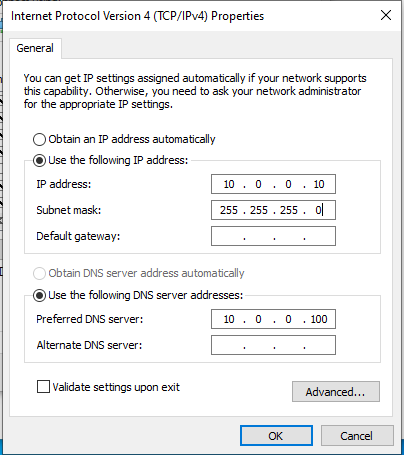 Internet Protocol Version 4 (TCP/IPv4) Properties
General
You can get IP settings assigned automatically if your network supports
this capability. Otherwise, you need to ask your network administrator
for the appropriate IP settings.
Obtain an IP address automatically
Use the following IP address:
IP address: 10 . 0 . 0 . 10
Subnet mask: 255 . 255 . 255 . 0
Default gateway: . . .
Obtain DNS server address automatically
Use the following DNS server addresses:
Preferred DNS server: 10 . 0 . 0 . 100
Alternate DNS server: . . .
Validate settings upon exit
Advanced...
OK Cancel